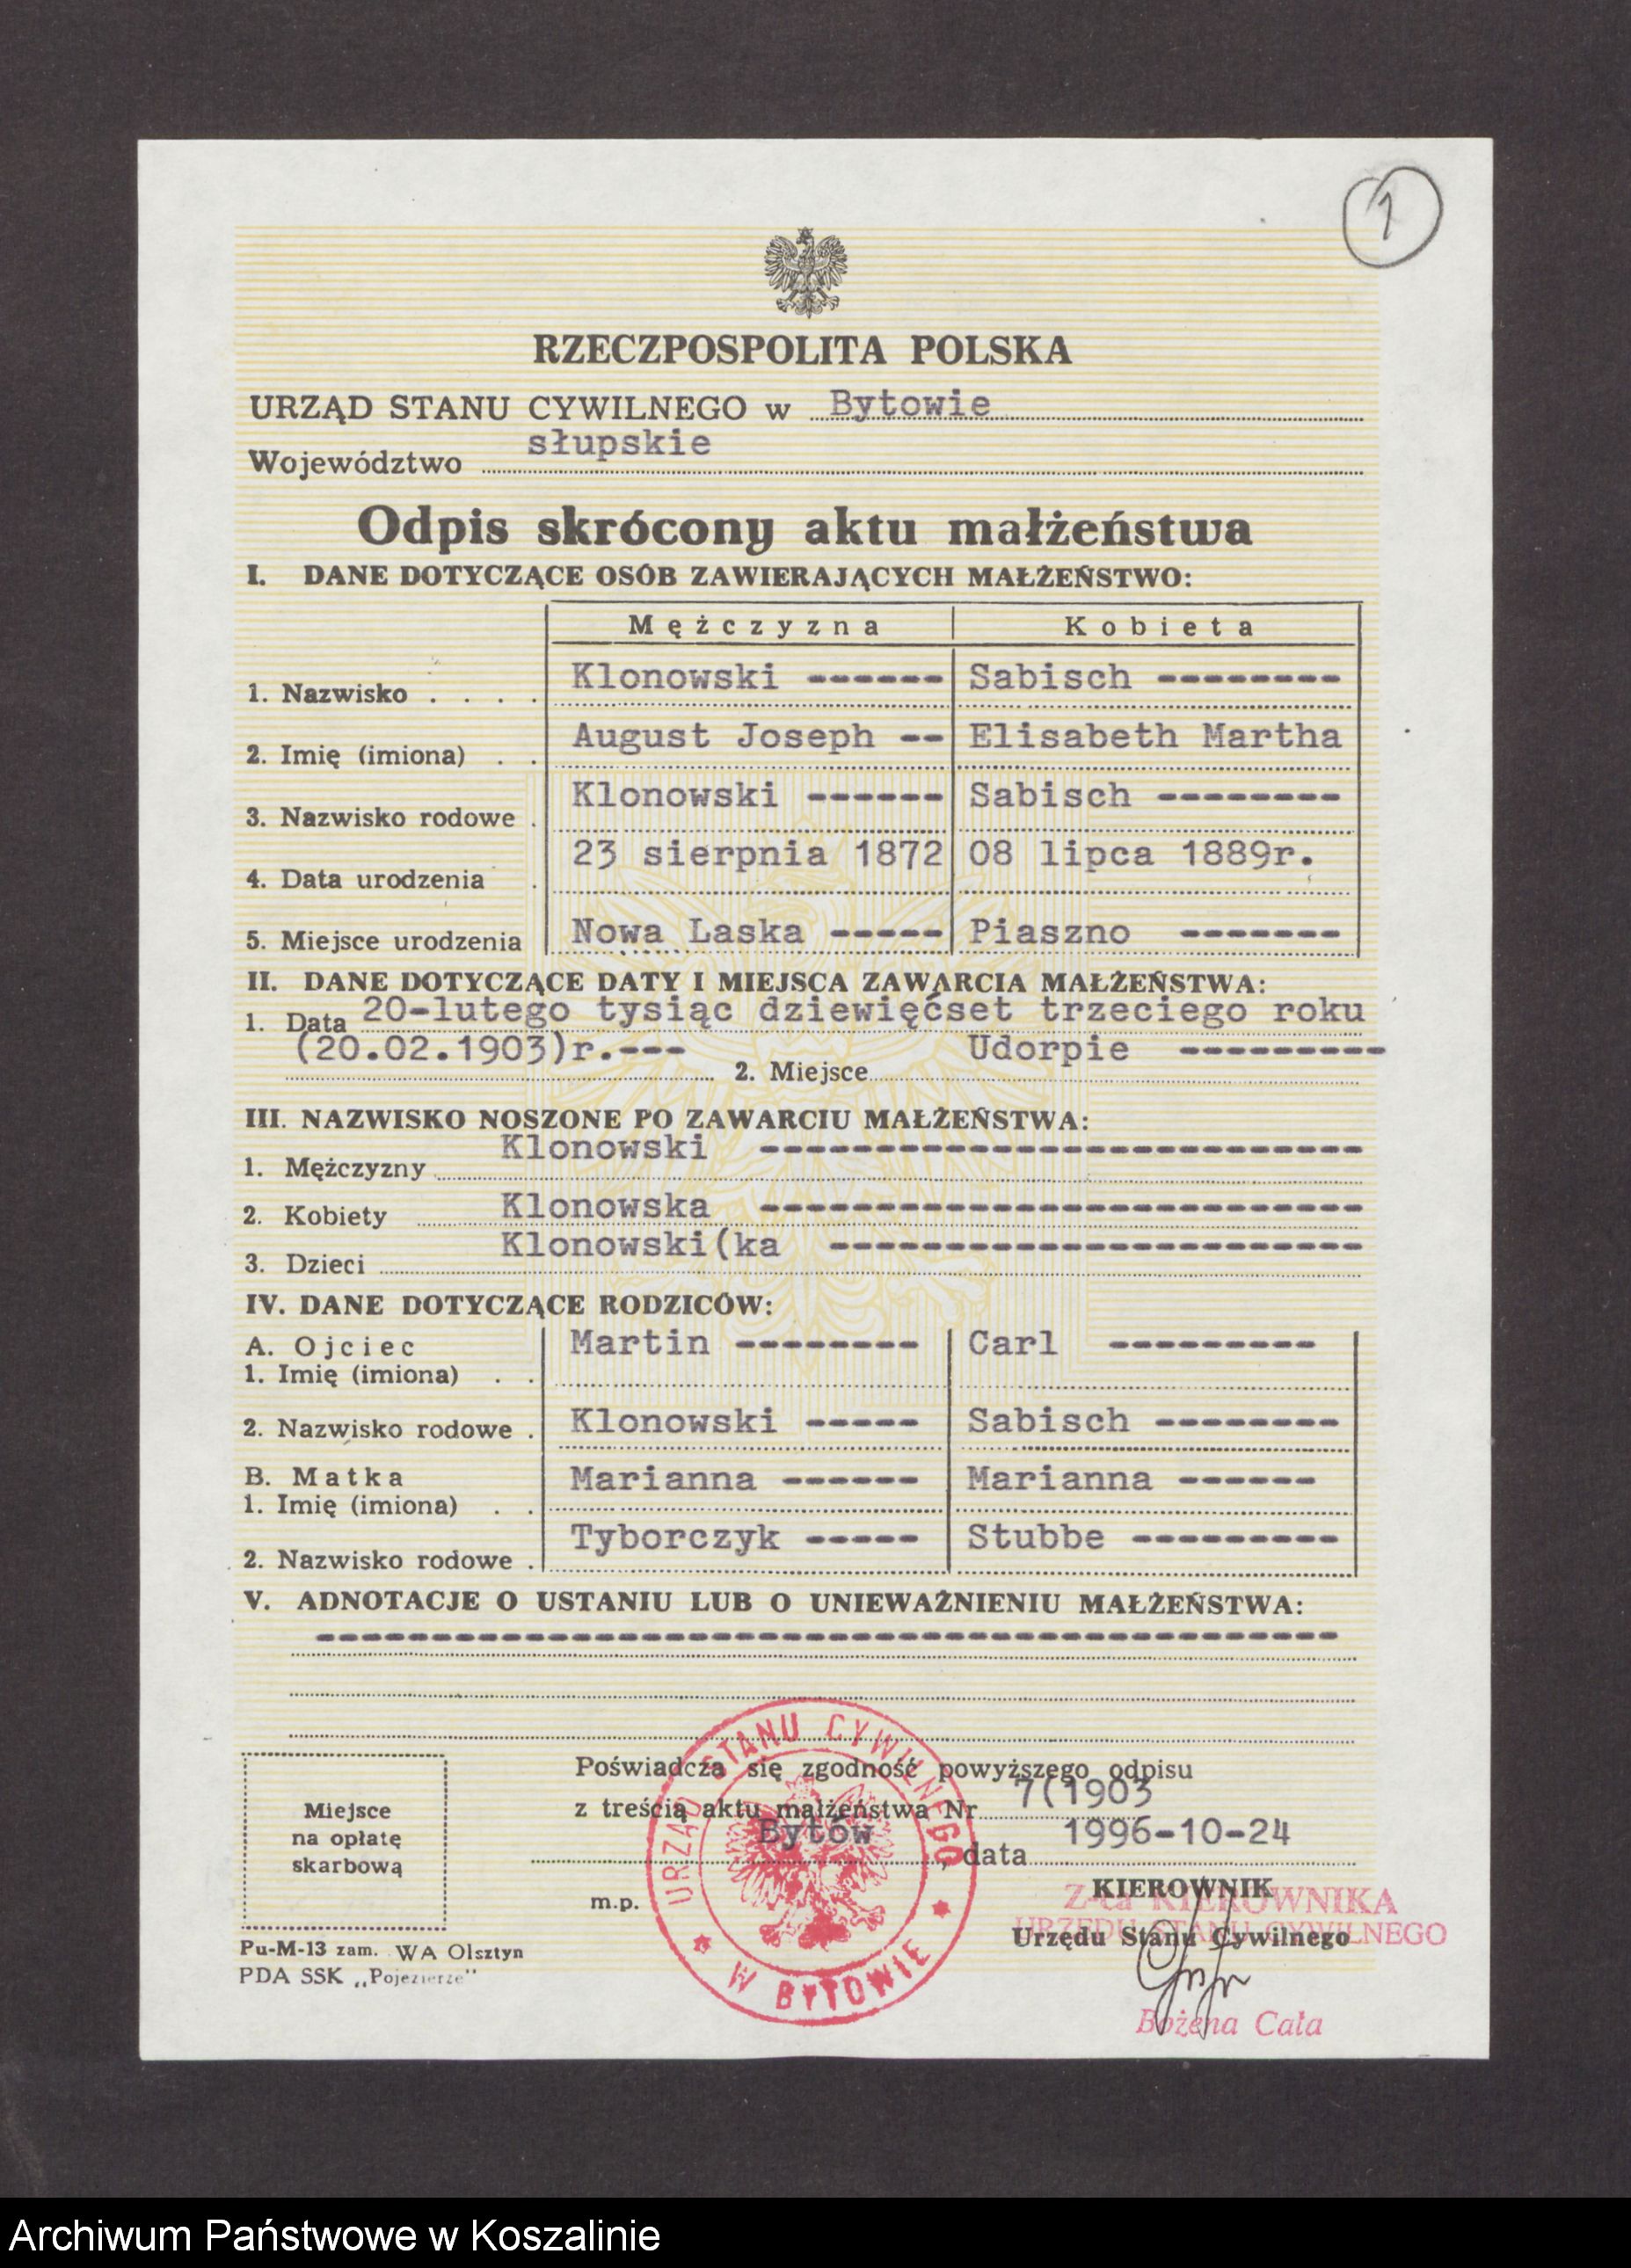 1
RZECZPOSPOLITA POLSKA
URZĄD STANU CYWILNEGO w Bytowie
słupskie
Województwo
Odpis skrócony aktu małżeństwa
I. DANE DOTYCZĄCE OSÓB ZAWIERAJĄCYCH MAŁŻEŃSTWO:
Mężczyzna Kobieta
1. Nazwisko . . . . Klonowski ------ Sabisch --------
2. Imię (imiona) . . August Joseph -- Elisabeth Martha
3. Nazwisko rodowe . Klonowski ------ Sabisch --------
4. Data urodzenia . 23 sierpnia 1872 08 lipca 1889r.
5. Miejsce urodzenia Nowa Laska ----- Piaszno -------
II. DANE DOTYCZĄCE DATY I MIEJSCA ZAWARCIA MAŁŻEŃSTWA:
1. Data 20-lutego tysiąc dziewięćset trzeciego roku
(20.02.1903)r.--- 2. Miejsce Udorpie ---------
III. NAZWISKO NOSZONE PO ZAWARCIU MAŁŻEŃSTWA:
1. Mężczyzny Klonowski --------------------------
2. Kobiety Klonowska --------------------------
3. Dzieci Klonowski(ka -----------------------
IV. DANE DOTYCZĄCE RODZICÓW:
A. Ojciec
1. Imię (imiona) . . Martin -------- Carl ---------
2. Nazwisko rodowe . Klonowski ----- Sabisch --------
B. Matka
1. Imię (imiona) . . Marianna ------ Marianna ------
2. Nazwisko rodowe . Tyborczyk ----- Stubbe ---------
V. ADNOTACJE O USTANIU LUB O UNIEWAŻNIENIU MAŁŻEŃSTWA:
--------------------------------------------
Poświadcza się zgodność powyższego odpisu
z treścią aktu małżeństwa Nr 7(1903
Bytów, data 1996-10-24
Miejsce
na opłatę
skarbową
m.p.
URZĄD STANU CYWILNEGO
W BYTOWIE
KIEROWNIK
Z-ca KIEROWNIKA
Urzędu Stanu Cywilnego
URZĘDU STANU CYWILNEGO
Bożena Cała
Pu-M-13 zam. WA Olsztyn
PDA SSK „Pojezierze"
Archiwum Państwowe w Koszalinie